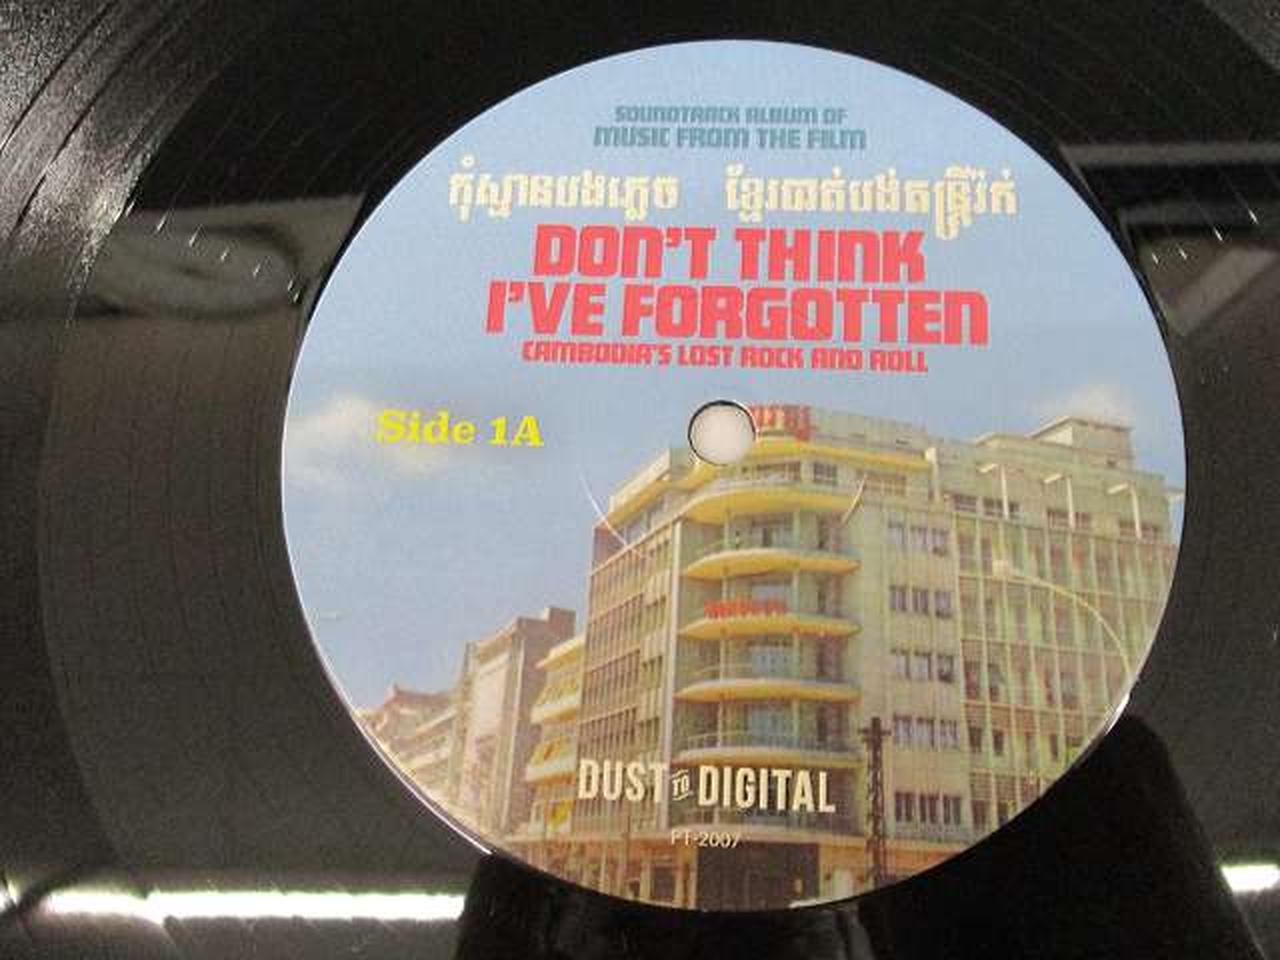 SOUNDTRACK ALBUM OF
MUSIC FROM THE FILM
កុំស្មានបងភ្លេច ខ្មែរបាត់បង់តន្ត្រីរ៉ក់
DON'T THINK
I'VE FORGOTTEN
CAMBODIA'S LOST ROCK AND ROLL
Side 1A
DUST TO DIGITAL
PT-2007